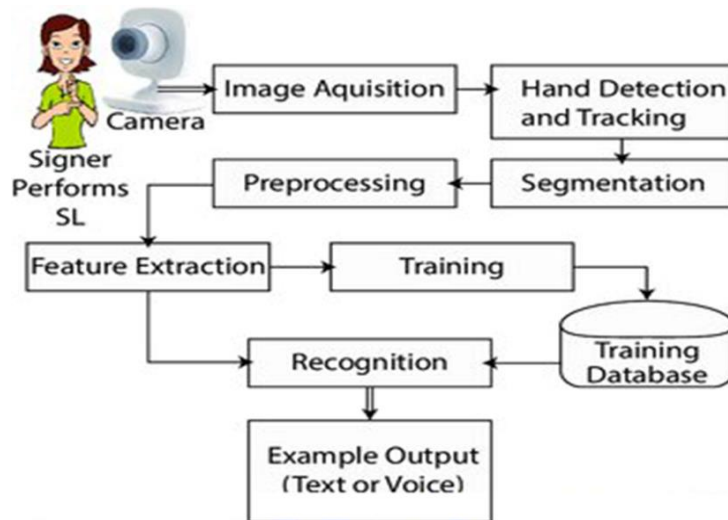 Camera
Signer
Performs
SL
Image Aquisition
Hand Detection
and Tracking
Segmentation
Preprocessing
Feature Extraction
Training
Training
Database
Recognition
Example Output
(Text or Voice)